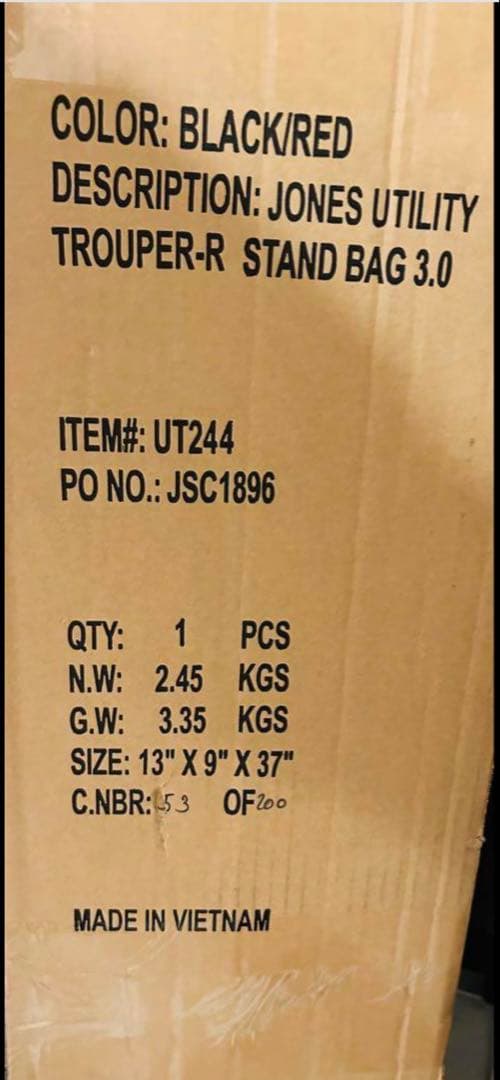 COLOR: BLACK/RED
DESCRIPTION: JONES UTILITY
TROUPER-R STAND BAG 3.0
ITEM#: UT244
PO NO.: JSC1896
QTY: 1 PCS
N.W: 2.45 KGS
G.W: 3.35 KGS
SIZE: 13" X 9" X 37"
C.NBR: 53 OF 200
MADE IN VIETNAM